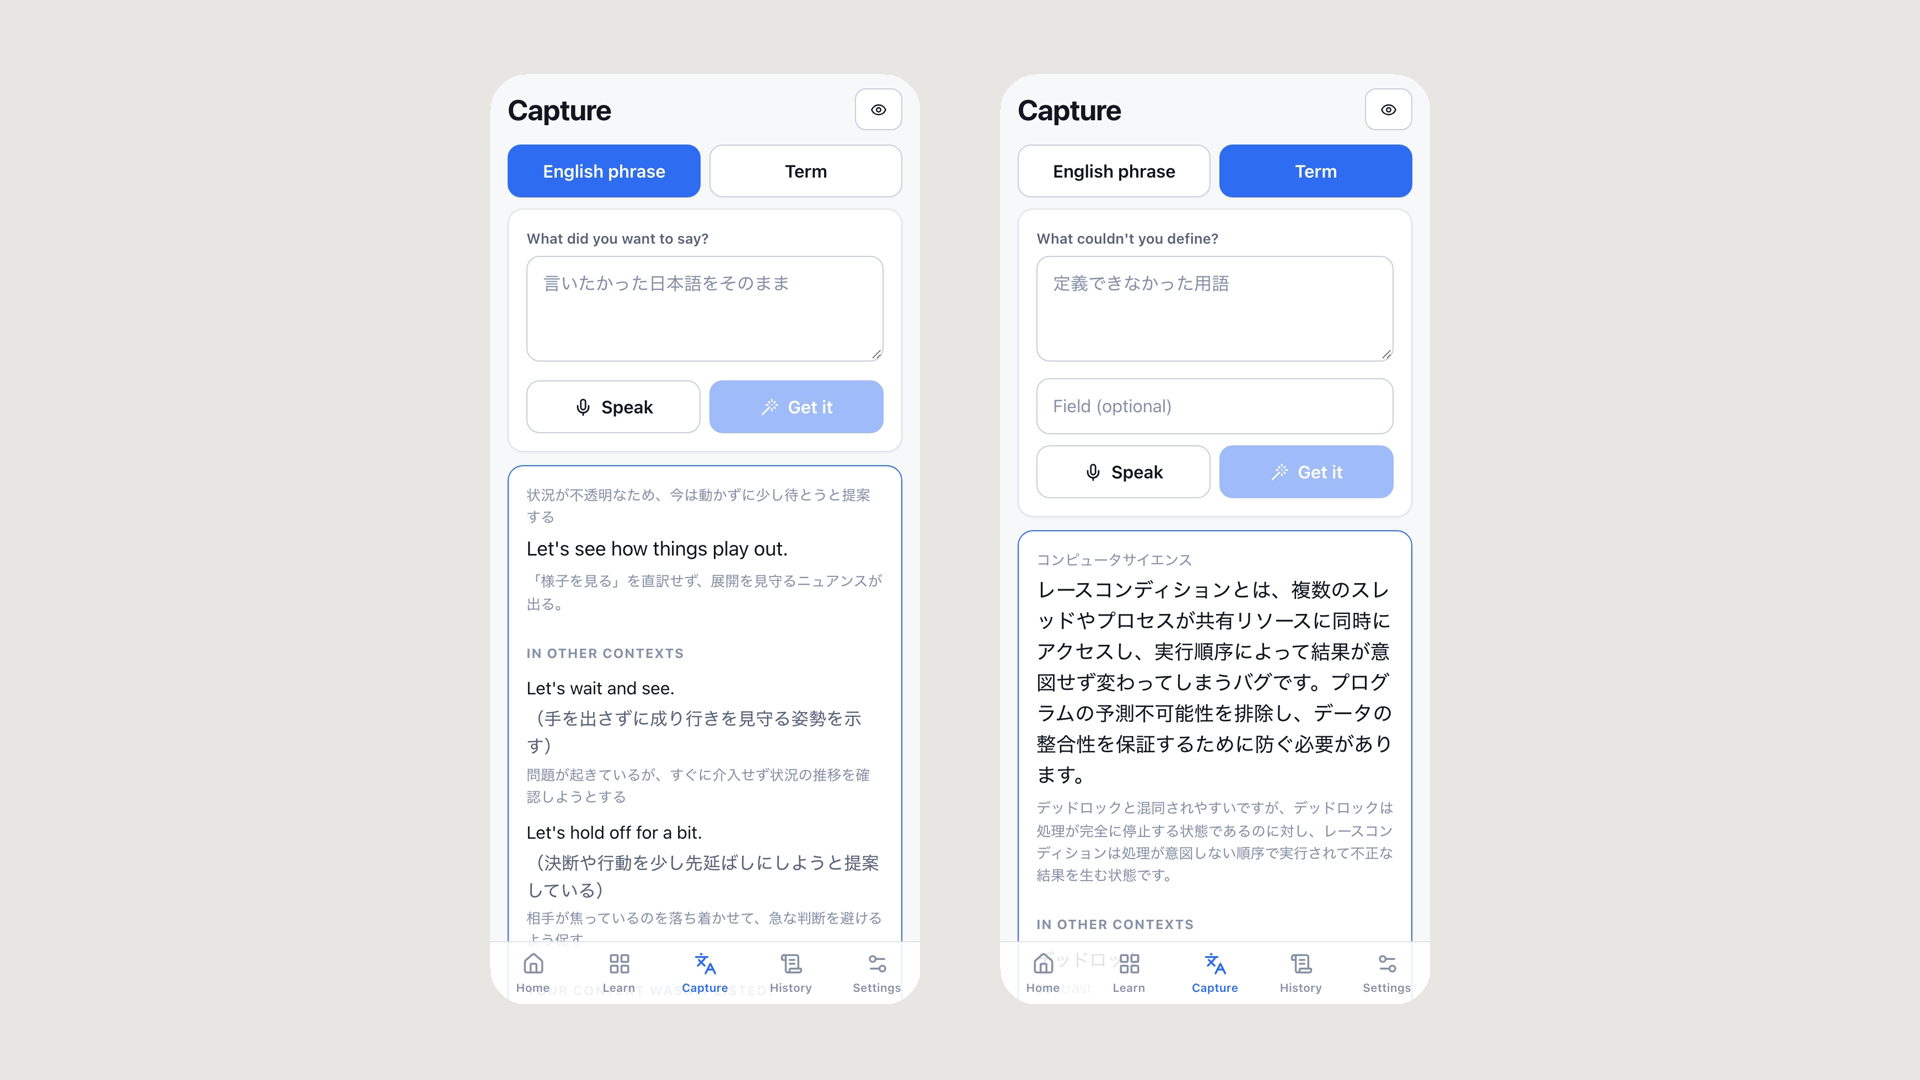 Capture
English phrase
Term
What did you want to say?
言いたかった日本語をそのまま
Speak
Get it
状況が不透明なため、今は動かずに少し待とうと提案
する
Let's see how things play out.
「様子を見る」を直訳せず、展開を見守るニュアンスが
出る。
IN OTHER CONTEXTS
Let's wait and see.
（手を出さずに成り行きを見守る姿勢を示
す）
問題が起きているが、すぐに介入せず状況の推移を確
認しようとする
Let's hold off for a bit.
（決断や行動を少し先延ばしにしようと提案
している）
相手が焦っているのを落ち着かせて、急な判断を避ける
よう促す
Home
Learn
Capture
History
Settings
Capture
English phrase
Term
What couldn't you define?
定義できなかった用語
Field (optional)
Speak
Get it
コンピュータサイエンス
レースコンディションとは、複数のスレ
ッドやプロセスが共有リソースに同時に
アクセスし、実行順序によって結果が意
図せず変わってしまうバグです。プログ
ラムの予測不可能性を排除し、データの
整合性を保証するために防ぐ必要があり
ます。
デッドロックと混同されやすいですが、デッドロックは
処理が完全に停止する状態であるのに対し、レースコン
ディションは処理が意図しない順序で実行されて不正な
結果を生む状態です。
IN OTHER CONTEXTS
Home
Learn
Capture
History
Settings